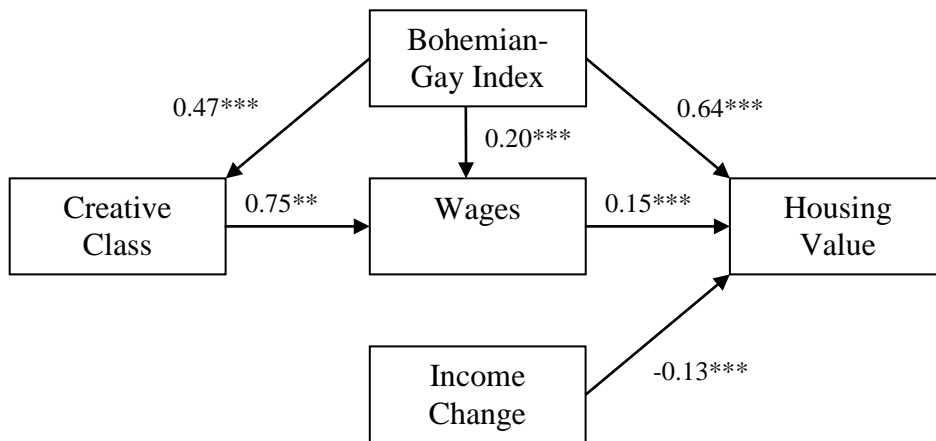 Bohemian-
Gay Index
0.47***
0.20***
0.64***
Creative
Class
0.75**
Wages
0.15***
Housing
Value
Income
Change
-0.13***